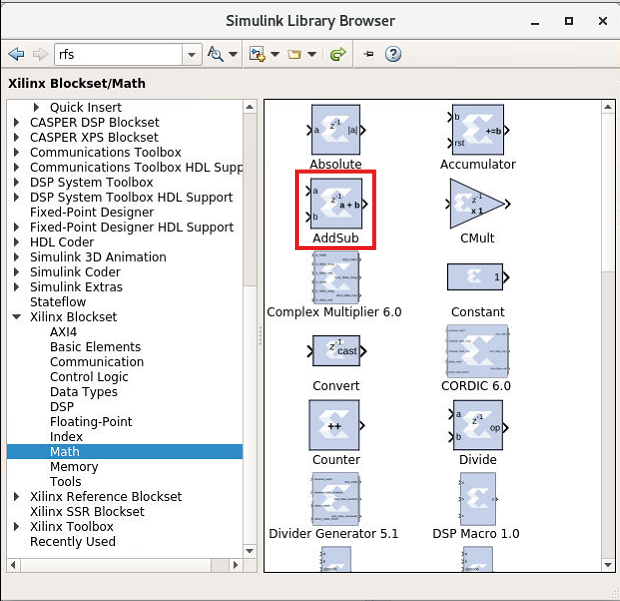 Simulink Library Browser
rfs
Xilinx Blockset/Math
Quick Insert
CASPER DSP Blockset
CASPER XPS Blockset
Communications Toolbox
Communications Toolbox HDL Supp
DSP System Toolbox
DSP System Toolbox HDL Support
Fixed-Point Designer
Fixed-Point Designer HDL Support
HDL Coder
Simulink 3D Animation
Simulink Coder
Simulink Extras
Stateflow
Xilinx Blockset
AXI4
Basic Elements
Communication
Control Logic
Data Types
DSP
Floating-Point
Index
Math
Memory
Tools
Xilinx Reference Blockset
Xilinx SSR Blockset
Xilinx Toolbox
Recently Used
a z-1 |a|
Absolute
b
rst
+=b
Accumulator
a
b
z-1
a + b
AddSub
z-1
x 1
CMult
Complex Multiplier 6.0
1
Constant
z-1
cast
Convert
CORDIC 6.0
++
Counter
a
b
z-1
op
Divide
Divider Generator 5.1
DSP Macro 1.0